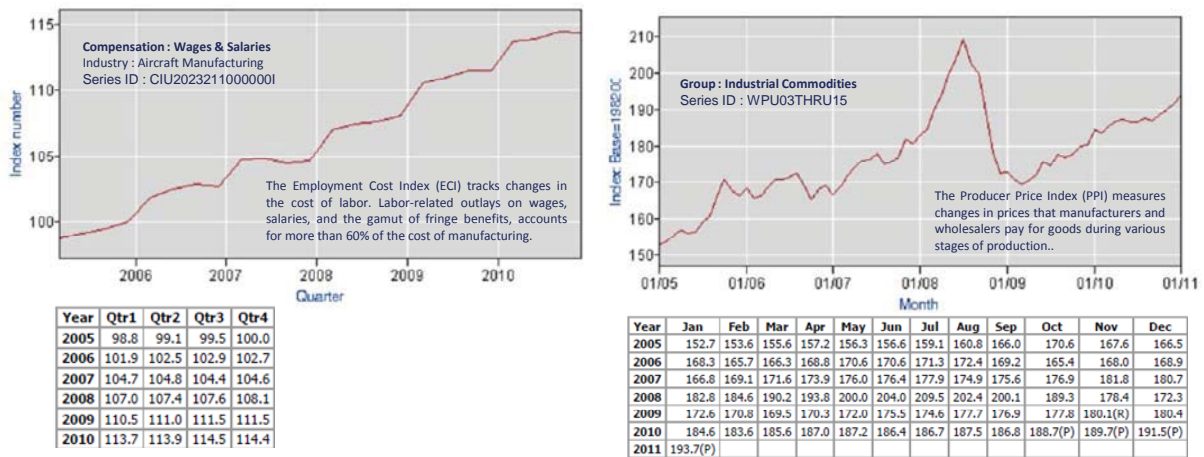 Compensation : Wages & Salaries
Industry : Aircraft Manufacturing
Series ID : CIU2023211000000I
The Employment Cost Index (ECI) tracks changes in
the cost of labor. Labor-related outlays on wages,
salaries, and the gamut of fringe benefits, accounts
for more than 60% of the cost of manufacturing.
Index number
115
110
105
100
2006 2007 2008 2009 2010
Quarter
Year Qtr1 Qtr2 Qtr3 Qtr4
2005 98.8 99.1 99.5 100.0
2006 101.9 102.5 102.9 102.7
2007 104.7 104.8 104.4 104.6
2008 107.0 107.4 107.6 108.1
2009 110.5 111.0 111.5 111.5
2010 113.7 113.9 114.5 114.4
Group : Industrial Commodities
Series ID : WPU03THRU15
The Producer Price Index (PPI) measures
changes in prices that manufacturers and
wholesalers pay for goods during various
stages of production..
Index: Base=198200
210
200
190
180
170
160
150
01/05 01/06 01/07 01/08 01/09 01/10 01/11
Month
Year Jan Feb Mar Apr May Jun Jul Aug Sep Oct Nov Dec
2005 152.7 153.6 155.6 157.2 156.3 156.6 159.1 160.8 166.0 170.6 167.6 166.5
2006 168.3 165.7 166.3 168.8 170.6 170.6 171.3 172.4 169.2 165.4 168.0 168.9
2007 166.8 169.1 171.6 173.9 176.0 176.4 177.9 174.9 175.6 176.9 181.8 180.7
2008 182.8 184.6 190.2 193.8 200.0 204.0 209.5 202.4 200.1 189.3 178.4 172.3
2009 172.6 170.8 169.5 170.3 172.0 175.5 174.6 177.7 176.9 177.8 180.1(R) 180.4
2010 184.6 183.6 185.6 187.0 187.2 186.4 186.7 187.5 186.8 188.7(P) 189.7(P) 191.5(P)
2011 193.7(P)